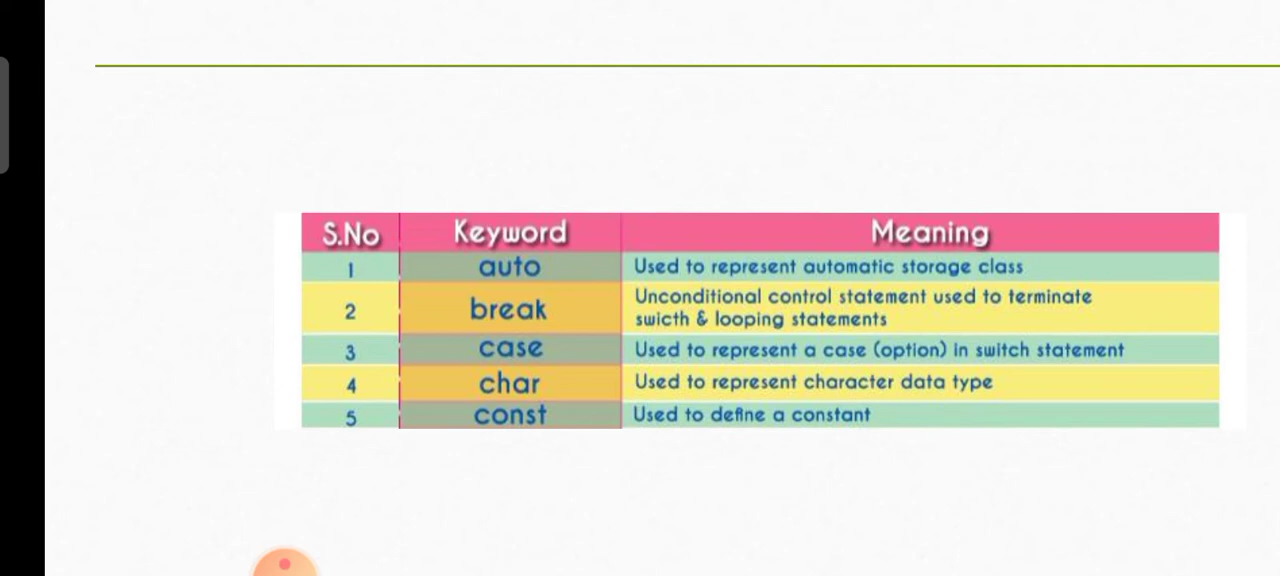 S.No Keyword Meaning
1 auto Used to represent automatic storage class
2 break Unconditional control statement used to terminate
swicth & looping statements
3 case Used to represent a case (option) in switch statement
4 char Used to represent character data type
5 const Used to define a constant